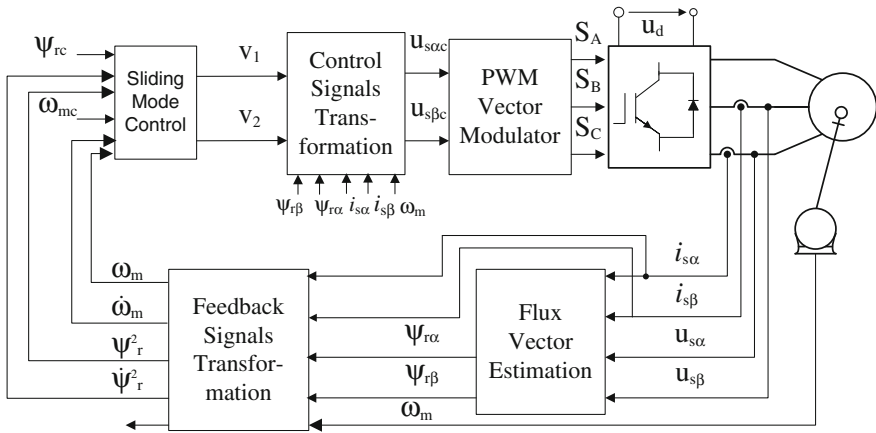 ψrc
ωmc
Sliding
Mode
Control
v1
v2
Control
Signals
Trans-
formation
ψrβ ψrα isα isβ ωm
usαc
usβc
PWM
Vector
Modulator
SA
SB
SC
ud
ωm
ω̇m
ψ²r
ψ̇²r
Feedback
Signals
Transfor-
mation
ψrα
ψrβ
Flux
Vector
Estimation
isα
isβ
usα
usβ
ωm